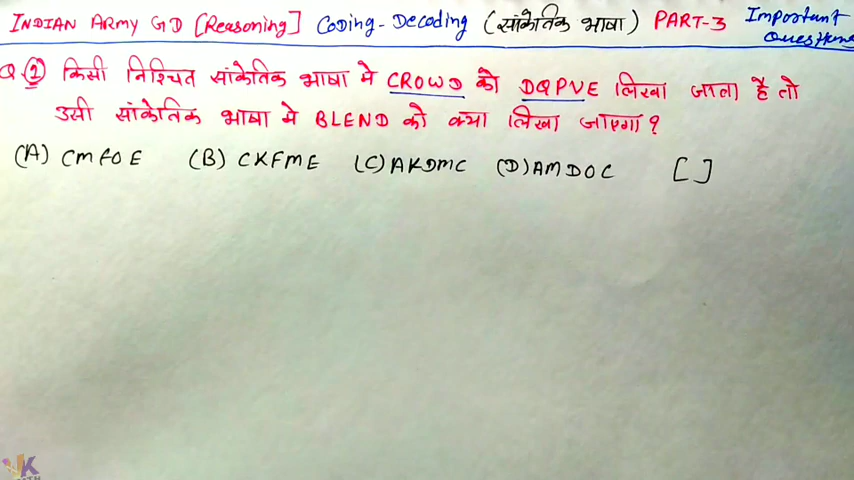 INDIAN ARMY GD [Reasoning] Coding-Decoding (सांकेतिक भाषा) PART-3 Important Questions
Q.① किसी निश्चित सांकेतिक भाषा मे CROWD को DQPVE लिखा जाता है तो
उसी सांकेतिक भाषा मे BLEND को क्या लिखा जाएगा?
(A) CMFOE (B) CKFME (C) AKDMC (D) AMDOC [ ]
VK